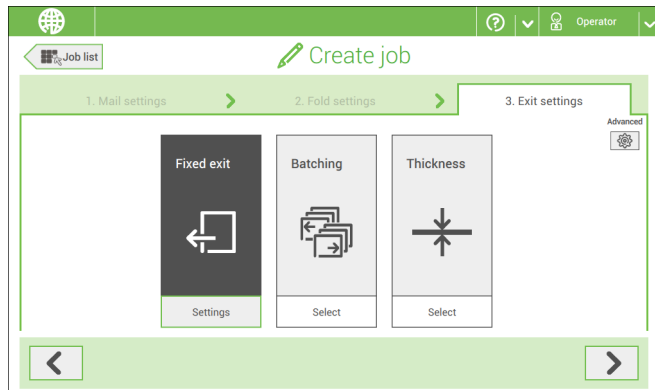 Operator
Job list
Create job
1. Mail settings
2. Fold settings
3. Exit settings
Advanced
Fixed exit
Batching
Thickness
Settings
Select
Select